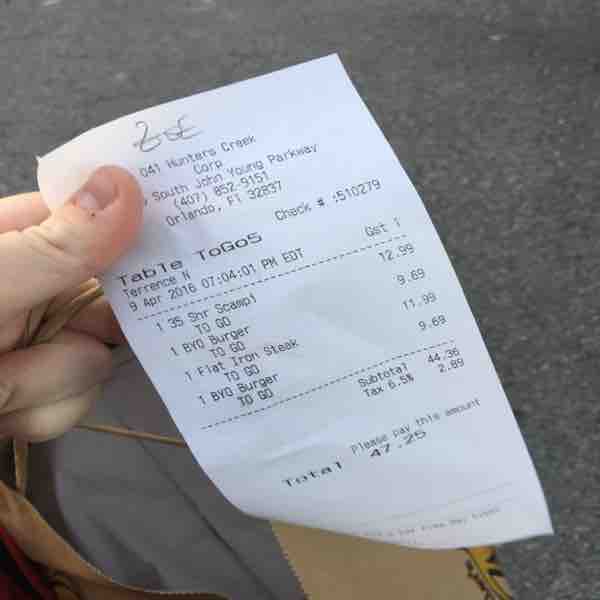 Zoe
041 Hunters Creek
Corp
South John Young Parkway
(407) 852-9151
Orlando, Fl 32837
Check # :510279
Table ToGo5
Terrence N
Gst 1
9 Apr 2016 07:04:01 PM EDT
1 35 Shr Scampi 12.99
TO GO
1 BYO Burger 9.69
TO GO
1 Flat Iron Steak 11.99
TO GO
1 BYO Burger 9.69
TO GO
Subtotal 44.36
Tax 6.5% 2.89
Please pay this amount
Total 47.25